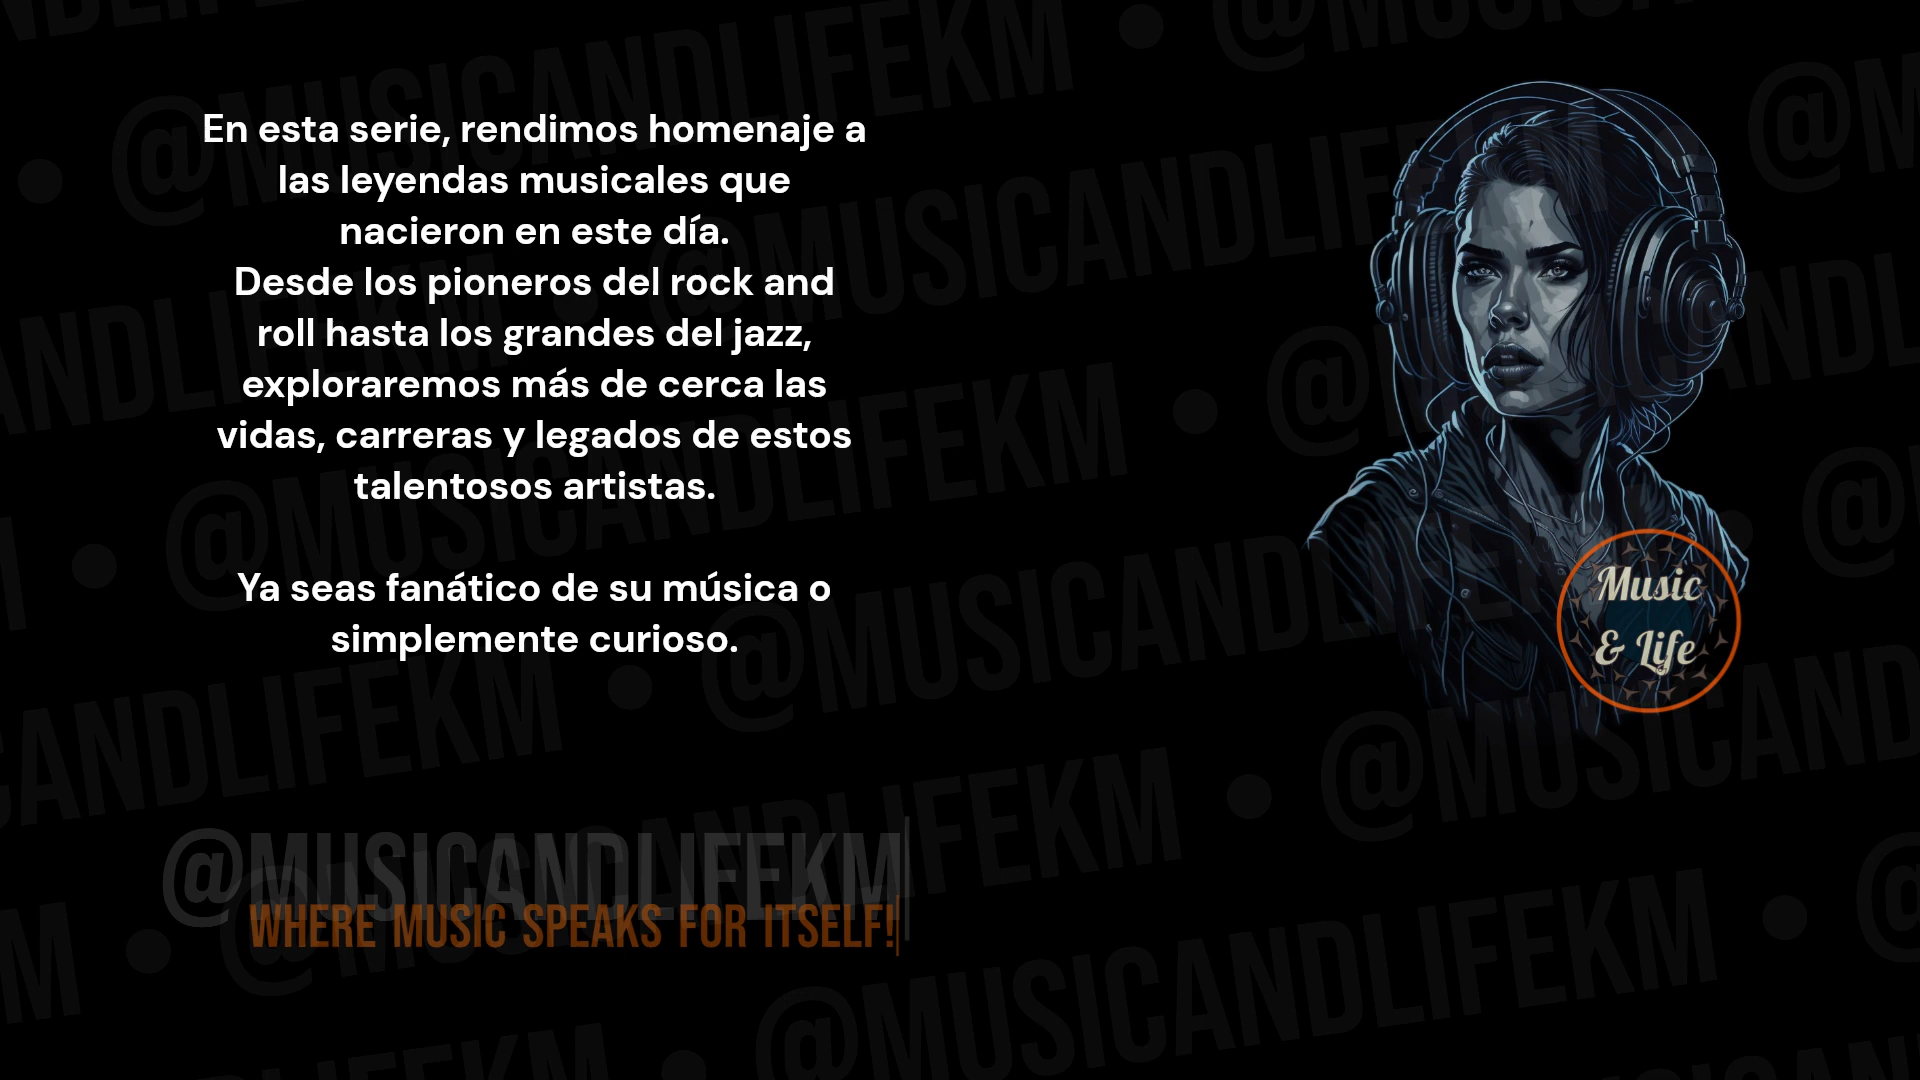 En esta serie, rendimos homenaje a
las leyendas musicales que
nacieron en este día.
Desde los pioneros del rock and
roll hasta los grandes del jazz,
exploraremos más de cerca las
vidas, carreras y legados de estos
talentosos artistas.
Ya seas fanático de su música o
simplemente curioso.
Music
& Life
@MUSICANDLIFEKM
WHERE MUSIC SPEAKS FOR ITSELF!